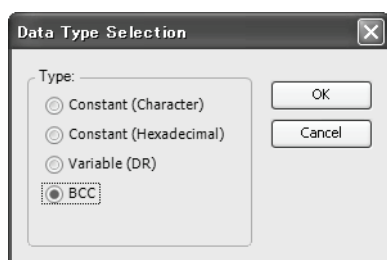 Data Type Selection
Type:
Constant (Character)
Constant (Hexadecimal)
Variable (DR)
BCC
OK
Cancel